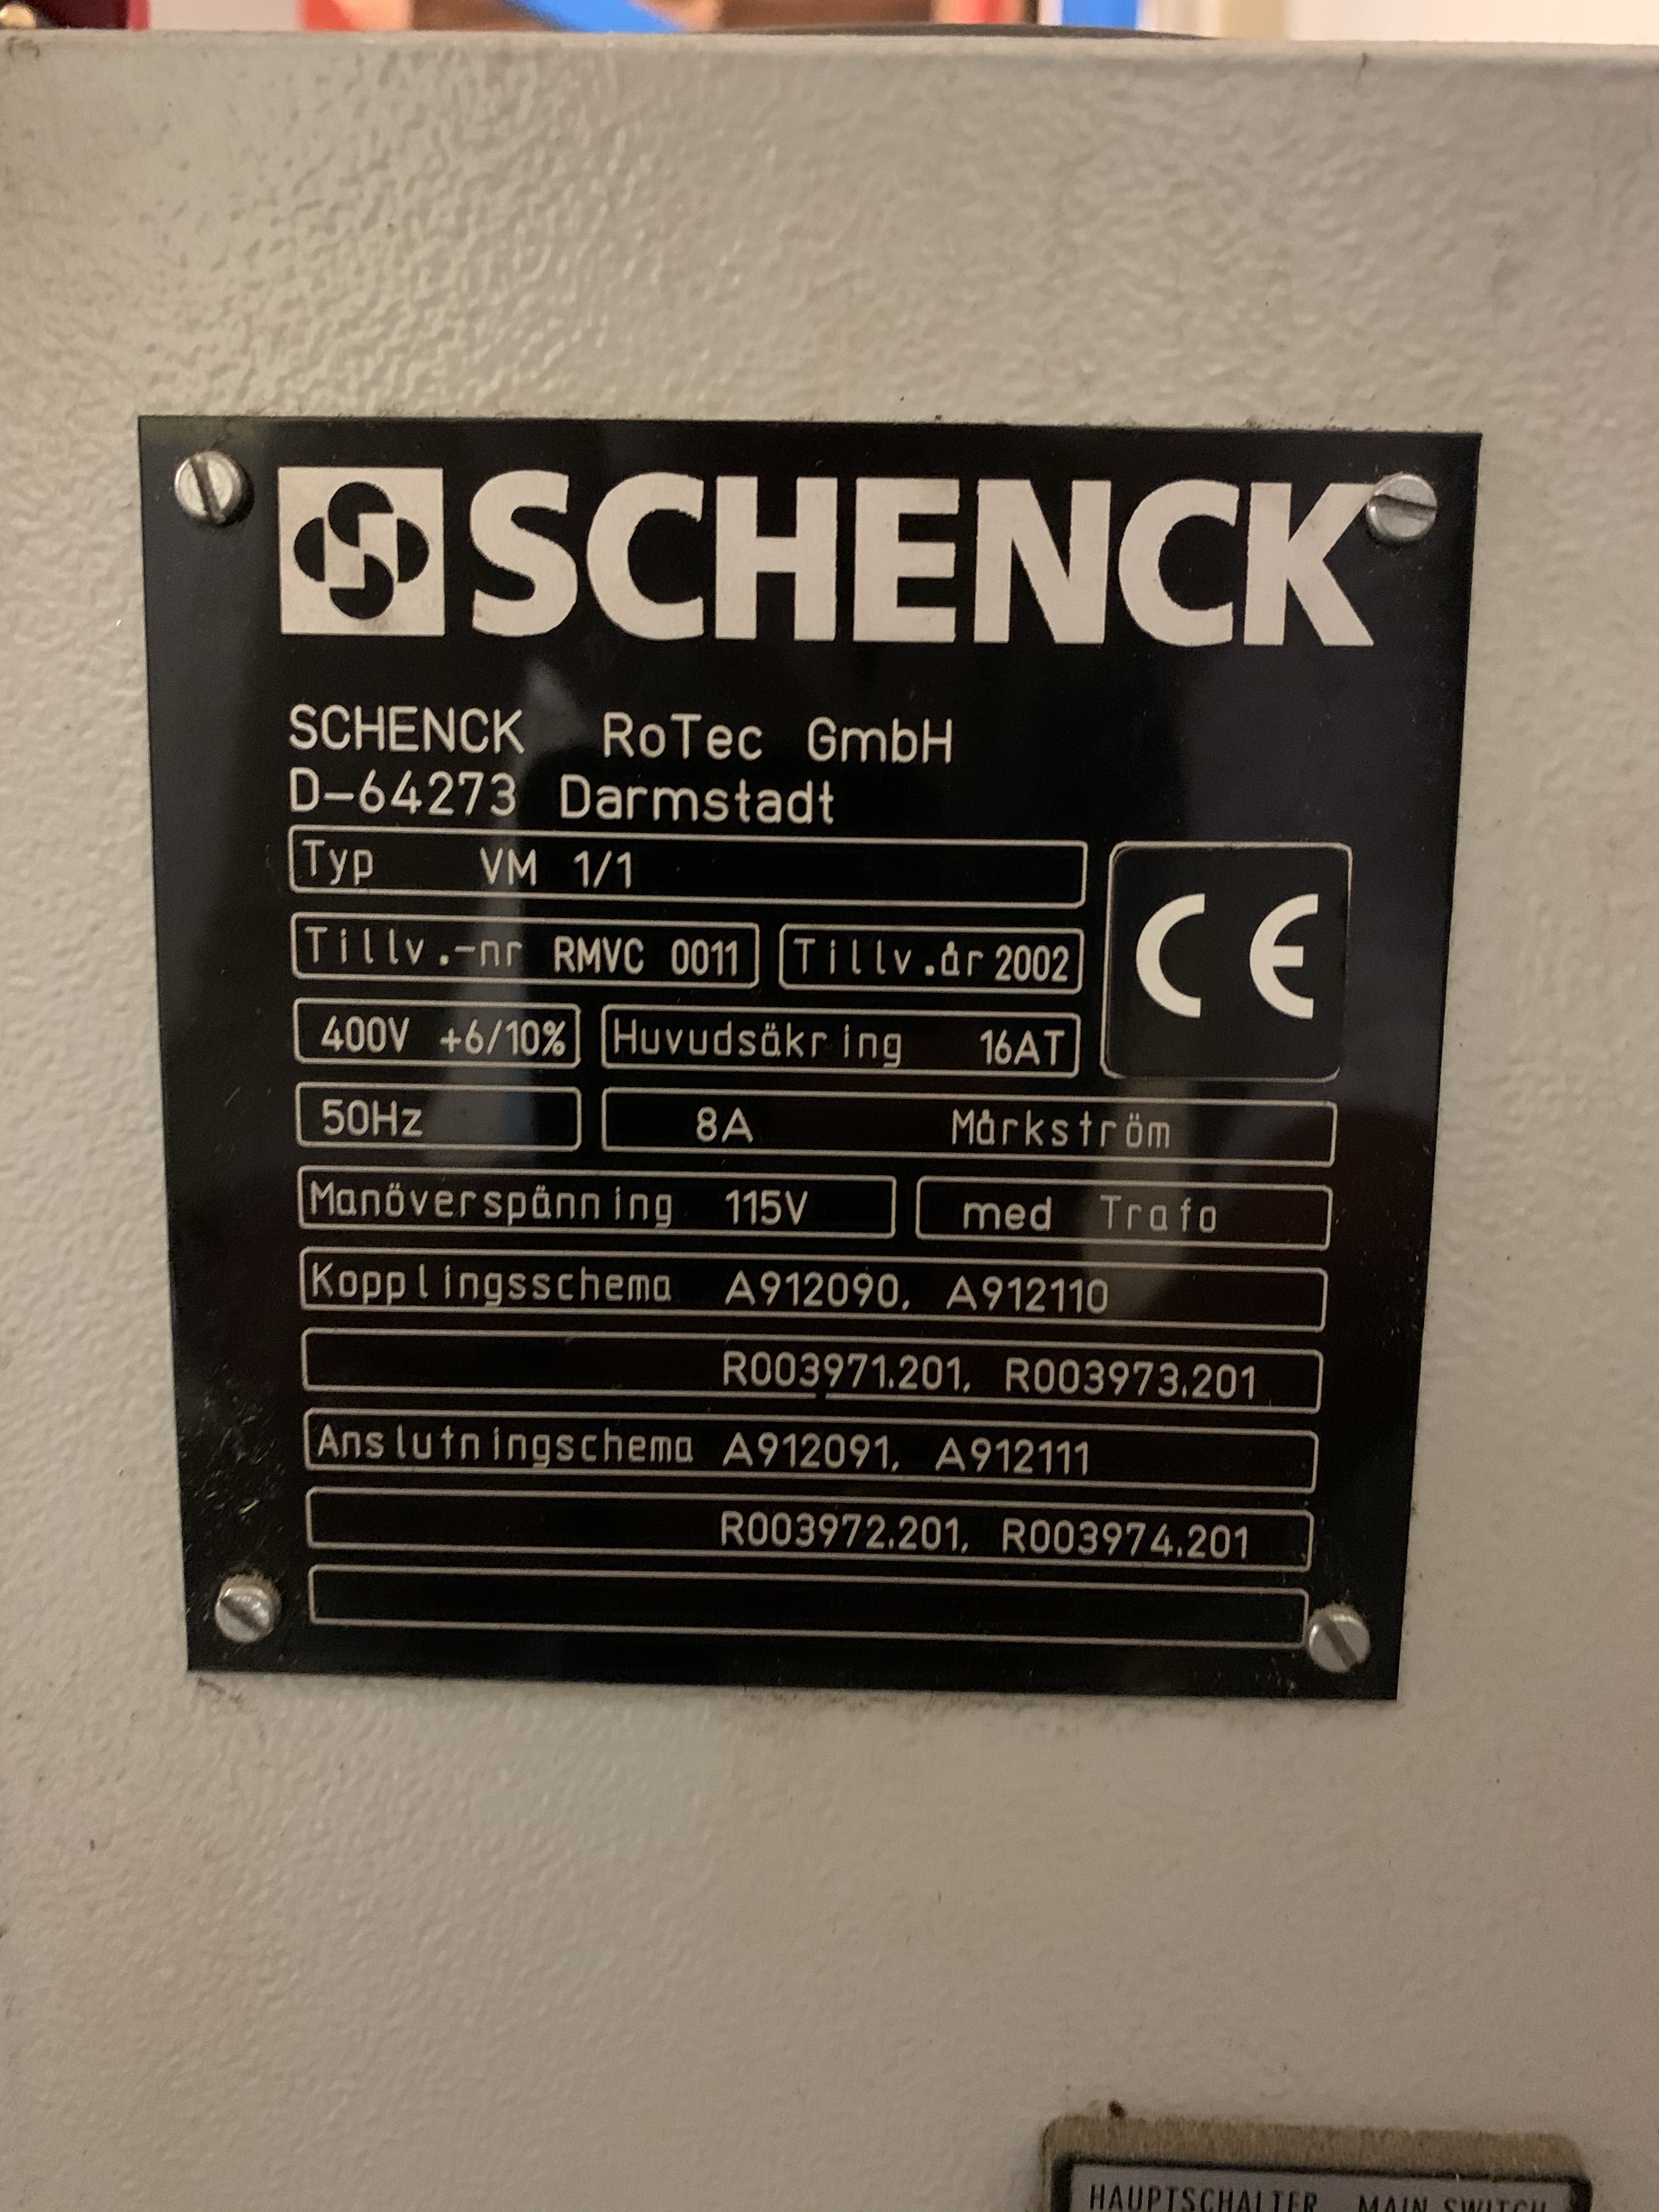 SCHENCK
SCHENCK RoTec GmbH
D-64273 Darmstadt
Typ VM 1/1
Tillv.-nr RMVC 0011 Tillv.år 2002
CE
400V +6/10% Huvudsäkring 16AT
50Hz 8A Mårkström
Manöverspänning 115V med Trafo
Kopplingsschema A912090, A912110
R003971.201, R003973.201
Anslutningschema A912091, A912111
R003972.201, R003974.201
HAUPTSCHALTER MAIN SWITCH